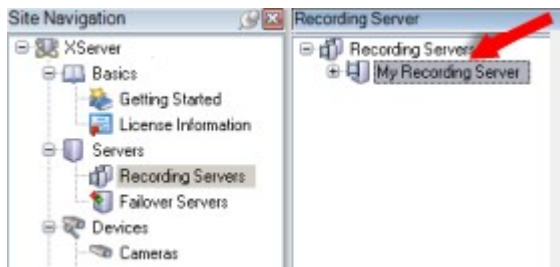 Site Navigation
XServer
Basics
Getting Started
License Information
Servers
Recording Servers
Failover Servers
Devices
Cameras
Recording Server
Recording Servers
My Recording Server